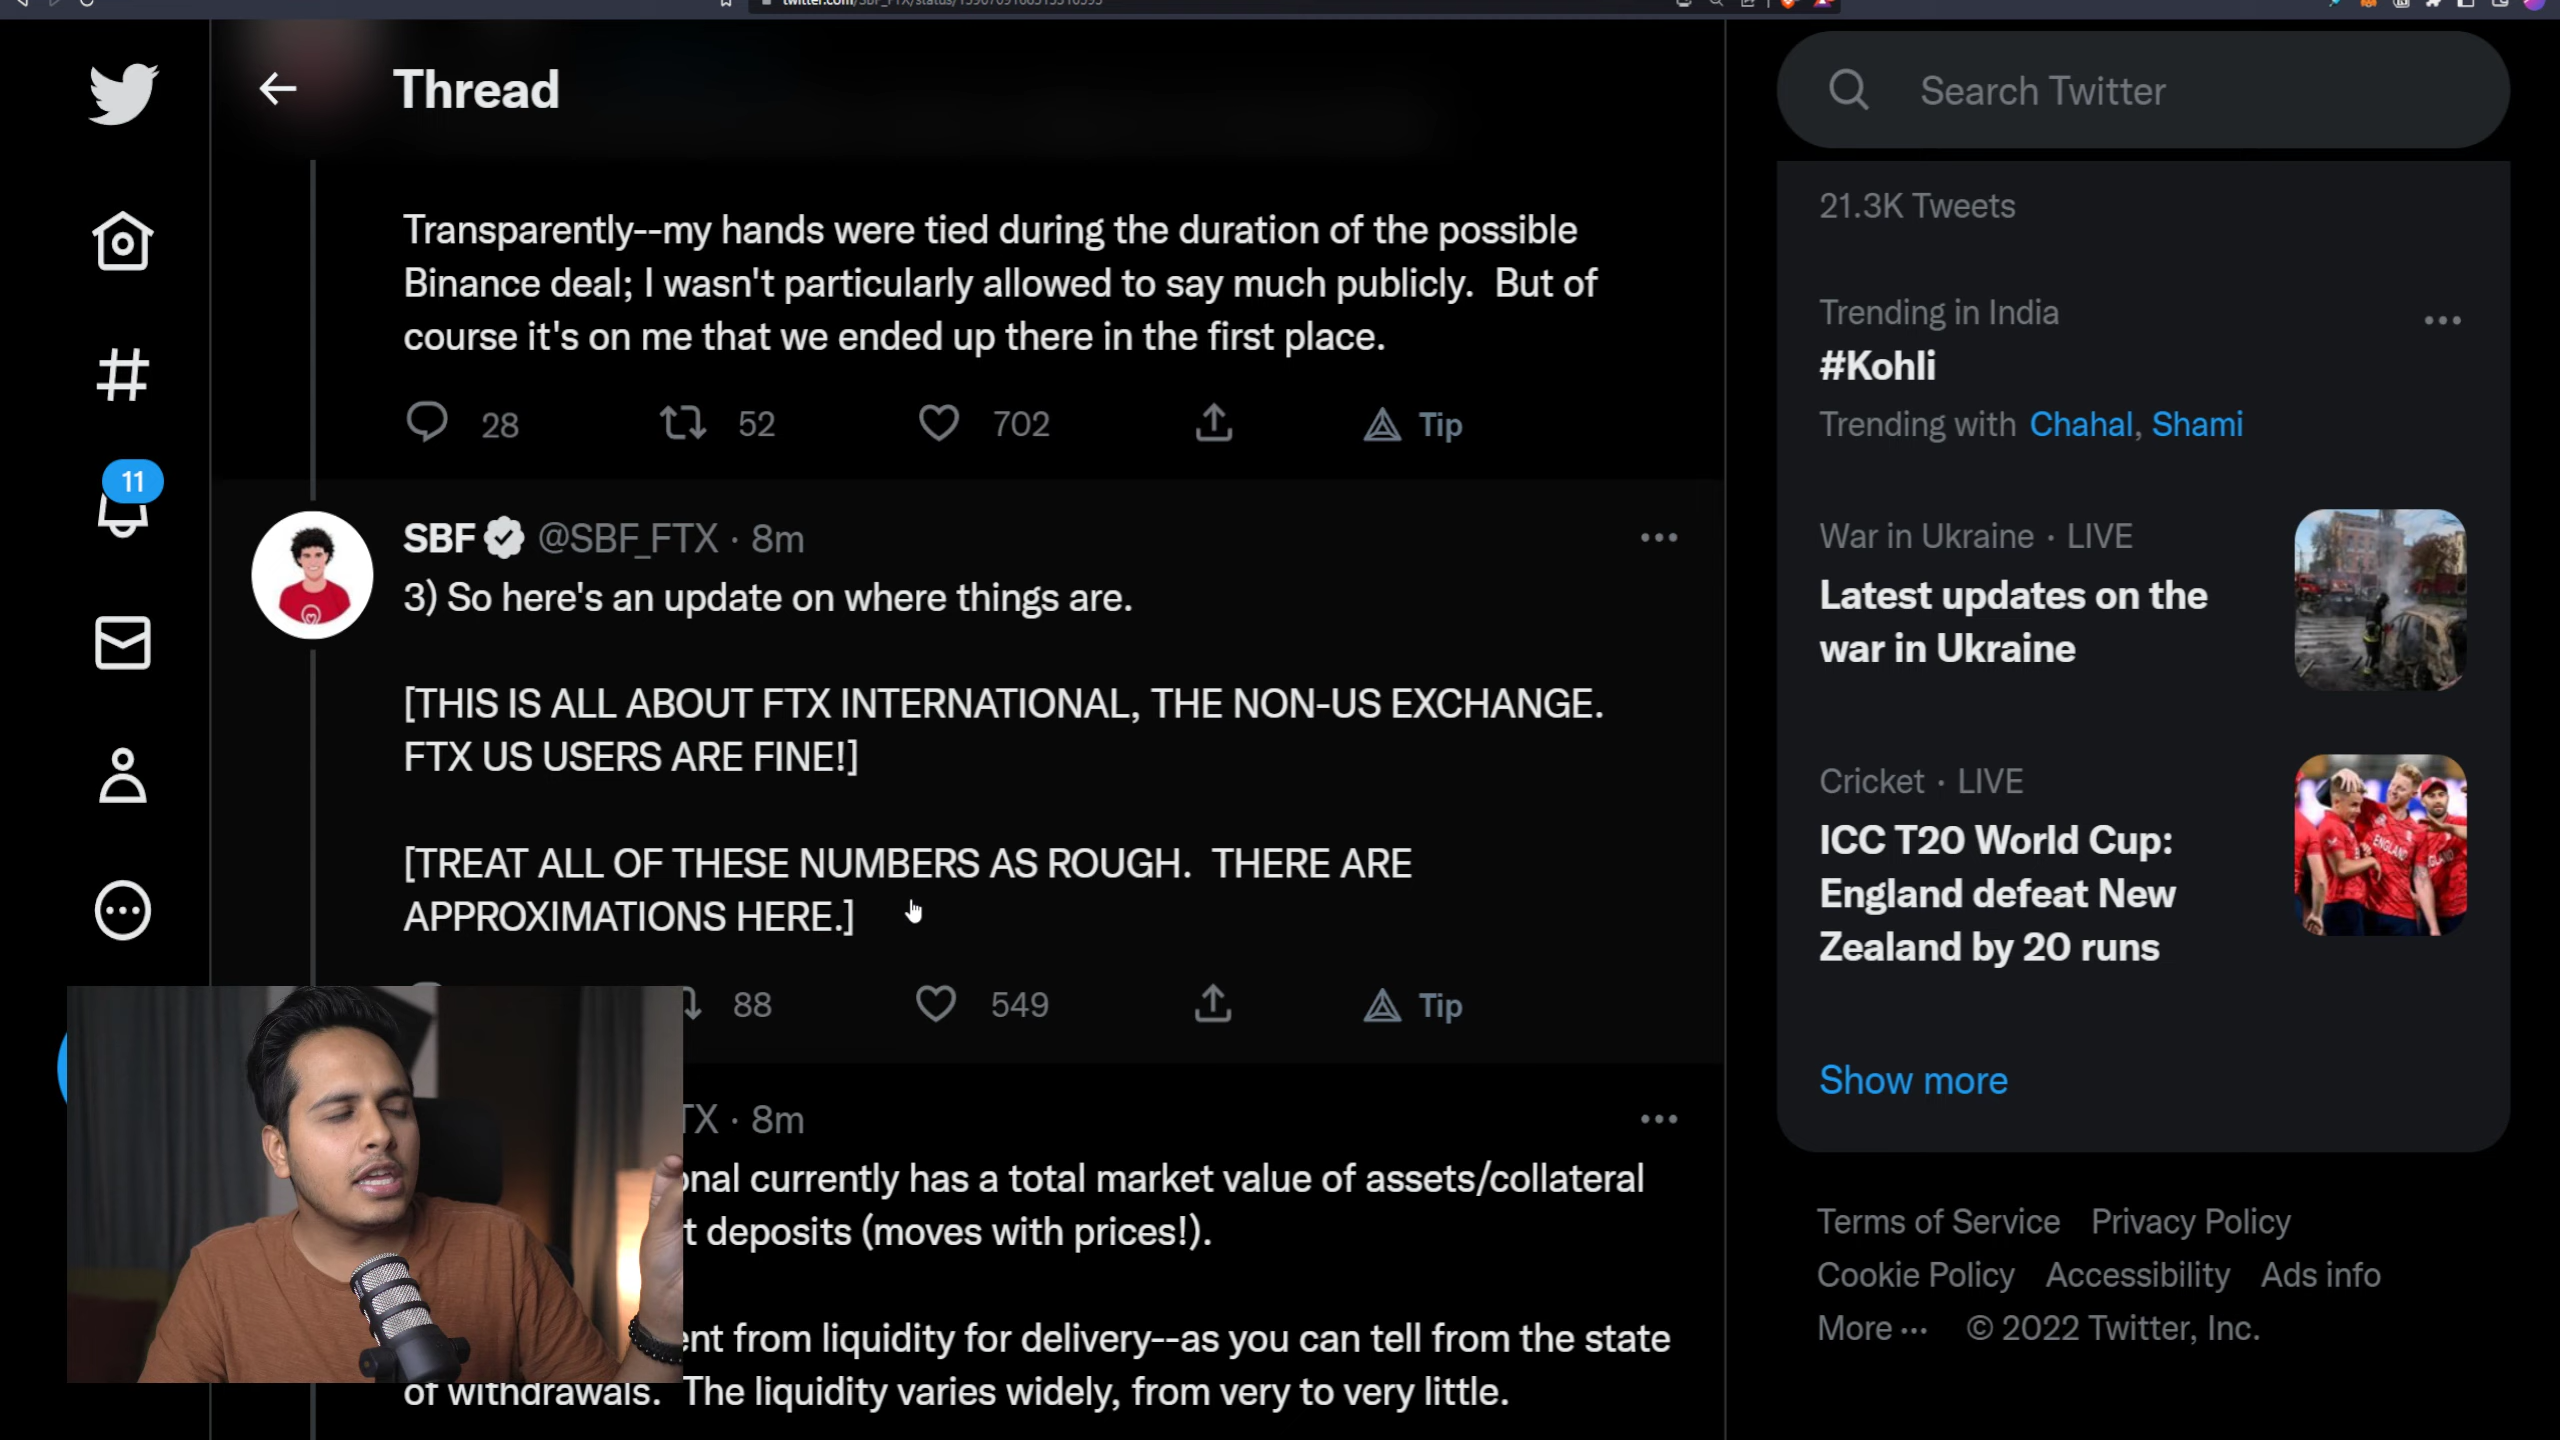 Thread
Search Twitter
Transparently--my hands were tied during the duration of the possible
Binance deal; I wasn't particularly allowed to say much publicly.  But of
course it's on me that we ended up there in the first place.
28
52
702
Tip
11
SBF @SBF_FTX · 8m
3) So here's an update on where things are.
[THIS IS ALL ABOUT FTX INTERNATIONAL, THE NON-US EXCHANGE.
FTX US USERS ARE FINE!]
[TREAT ALL OF THESE NUMBERS AS ROUGH.  THERE ARE
APPROXIMATIONS HERE.]
88
549
Tip
TX · 8m
onal currently has a total market value of assets/collateral
t deposits (moves with prices!).
ent from liquidity for delivery--as you can tell from the state
of withdrawals.  The liquidity varies widely, from very to very little.
21.3K Tweets
Trending in India
#Kohli
Trending with Chahal, Shami
War in Ukraine · LIVE
Latest updates on the
war in Ukraine
Cricket · LIVE
ICC T20 World Cup:
England defeat New
Zealand by 20 runs
Show more
Terms of Service Privacy Policy
Cookie Policy Accessibility Ads info
More ··· © 2022 Twitter, Inc.